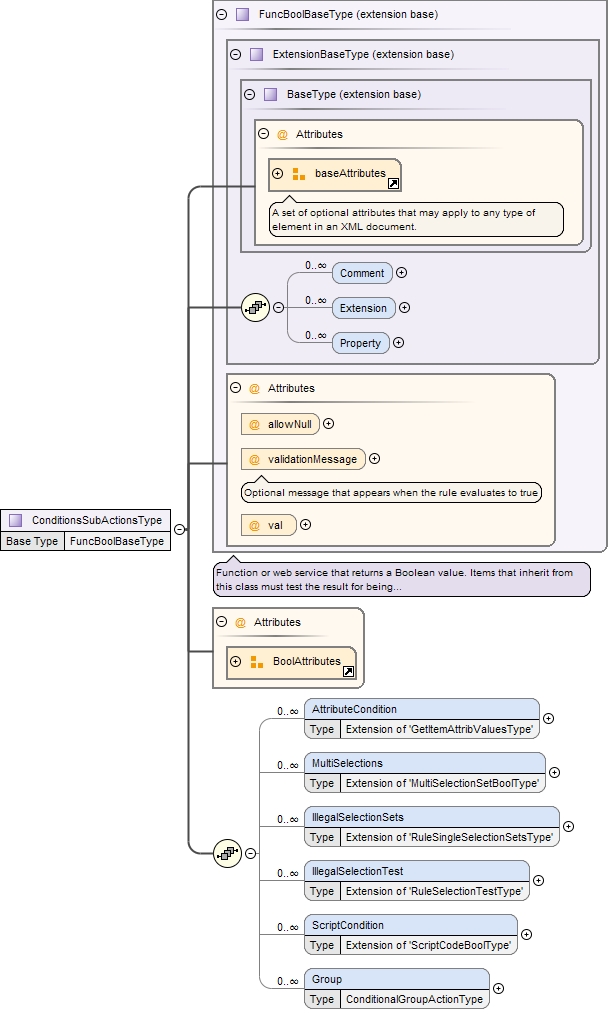 FuncBoolBaseType (extension base)
ExtensionBaseType (extension base)
BaseType (extension base)
@ Attributes
baseAttributes
A set of optional attributes that may apply to any type of
element in an XML document.
0..∞ Comment
0..∞ Extension
0..∞ Property
@ Attributes
@ allowNull
@ validationMessage
Optional message that appears when the rule evaluates to true
@ val
ConditionsSubActionsType
Base Type FuncBoolBaseType
Function or web service that returns a Boolean value. Items that inherit from
this class must test the result for being...
@ Attributes
BoolAttributes
0..∞ AttributeCondition
Type Extension of 'GetItemAttribValuesType'
0..∞ MultiSelections
Type Extension of 'MultiSelectionSetBoolType'
0..∞ IllegalSelectionSets
Type Extension of 'RuleSingleSelectionSetsType'
0..∞ IllegalSelectionTest
Type Extension of 'RuleSelectionTestType'
0..∞ ScriptCondition
Type Extension of 'ScriptCodeBoolType'
0..∞ Group
Type ConditionalGroupActionType